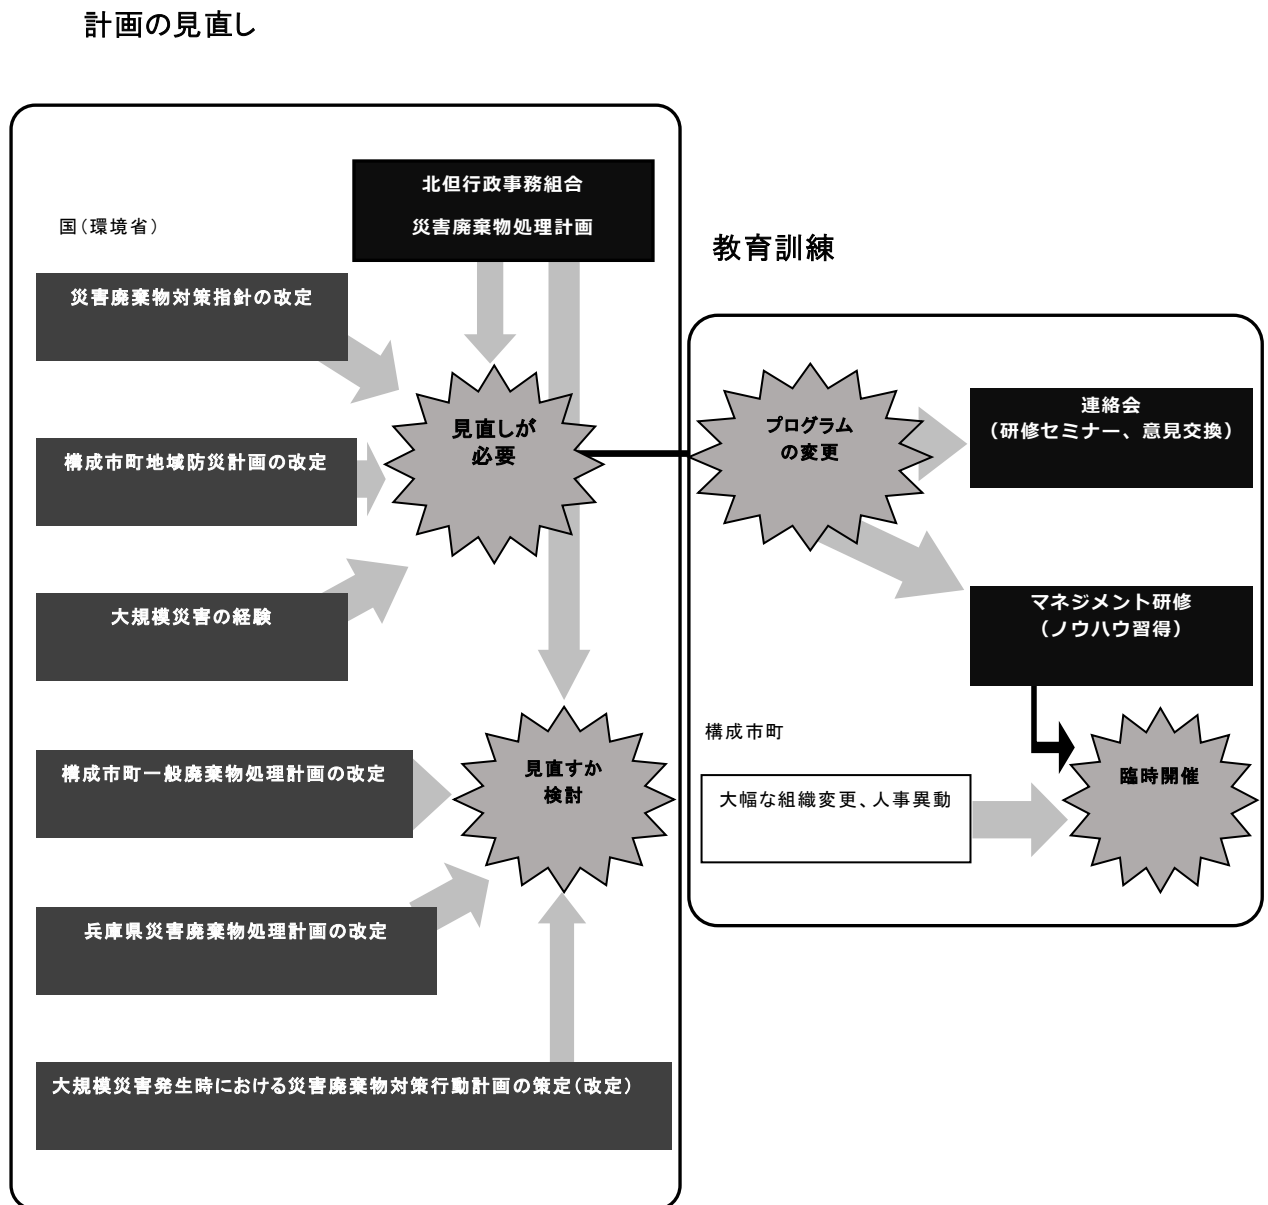 計画の見直し
北但行政事務組合
災害廃棄物処理計画
国（環境省）
災害廃棄物対策指針の改定
見直しが
必要
構成市町地域防災計画の改定
大規模災害の経験
構成市町一般廃棄物処理計画の改定
見直すか
検討
兵庫県災害廃棄物処理計画の改定
大規模災害発生時における災害廃棄物対策行動計画の策定（改定）
教育訓練
プログラム
の変更
連絡会
（研修セミナー、意見交換）
マネジメント研修
（ノウハウ習得）
構成市町
大幅な組織変更、人事異動
臨時開催